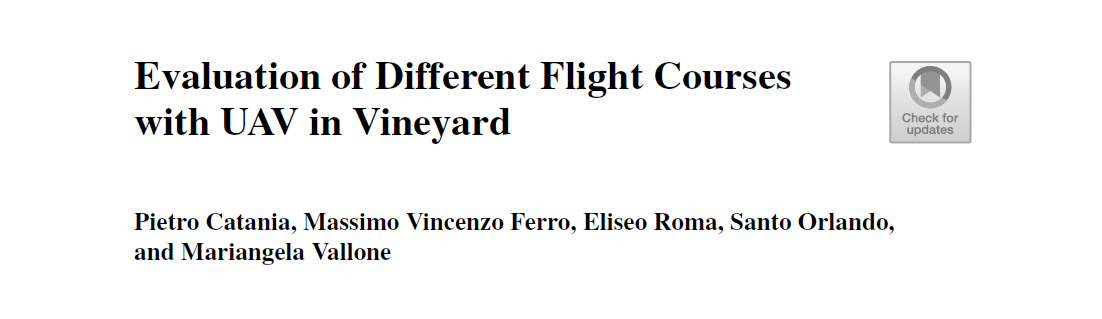 Evaluation of Different Flight Courses
with UAV in Vineyard
Check for
updates
Pietro Catania, Massimo Vincenzo Ferro, Eliseo Roma, Santo Orlando,
and Mariangela Vallone